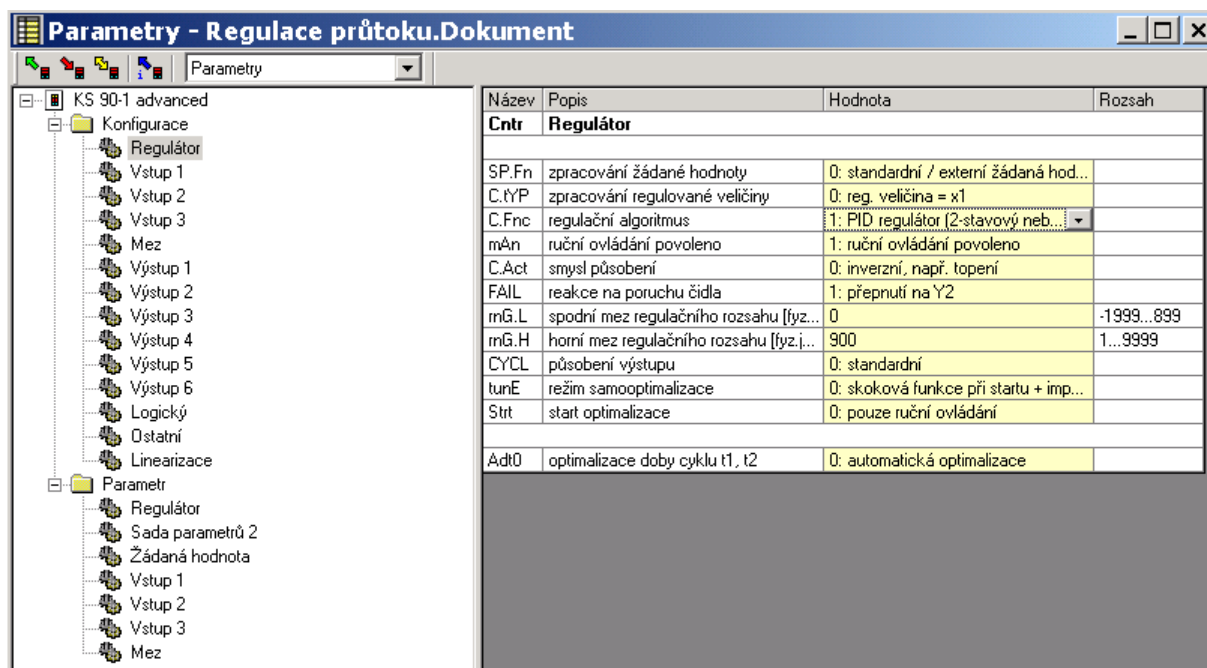 Parametry - Regulace průtoku.Dokument
Parametry
KS 90-1 advanced
Konfigurace
Regulátor
Vstup 1
Vstup 2
Vstup 3
Mez
Výstup 1
Výstup 2
Výstup 3
Výstup 4
Výstup 5
Výstup 6
Logický
Ostatní
Linearizace
Parametr
Regulátor
Sada parametrů 2
Žádaná hodnota
Vstup 1
Vstup 2
Vstup 3
Mez
Název Popis Hodnota Rozsah
Cntr Regulátor
SP.Fn zpracování žádané hodnoty 0: standardní / externí žádaná hod...
C.tYP zpracování regulované veličiny 0: reg. veličina = x1
C.Fnc regulační algoritmus 1: PID regulátor (2-stavový neb...
mAn ruční ovládání povoleno 1: ruční ovládání povoleno
C.Act smysl působení 0: inverzní, např. topení
FAIL reakce na poruchu čidla 1: přepnutí na Y2
rnG.L spodní mez regulačního rozsahu [fyz... 0 -1999...899
rnG.H horní mez regulačního rozsahu [fyz.j... 900 1...9999
CYCL působení výstupu 0: standardní
tunE režim samooptimalizace 0: skoková funkce při startu + imp...
Strt start optimalizace 0: pouze ruční ovládání
Adt0 optimalizace doby cyklu t1, t2 0: automatická optimalizace